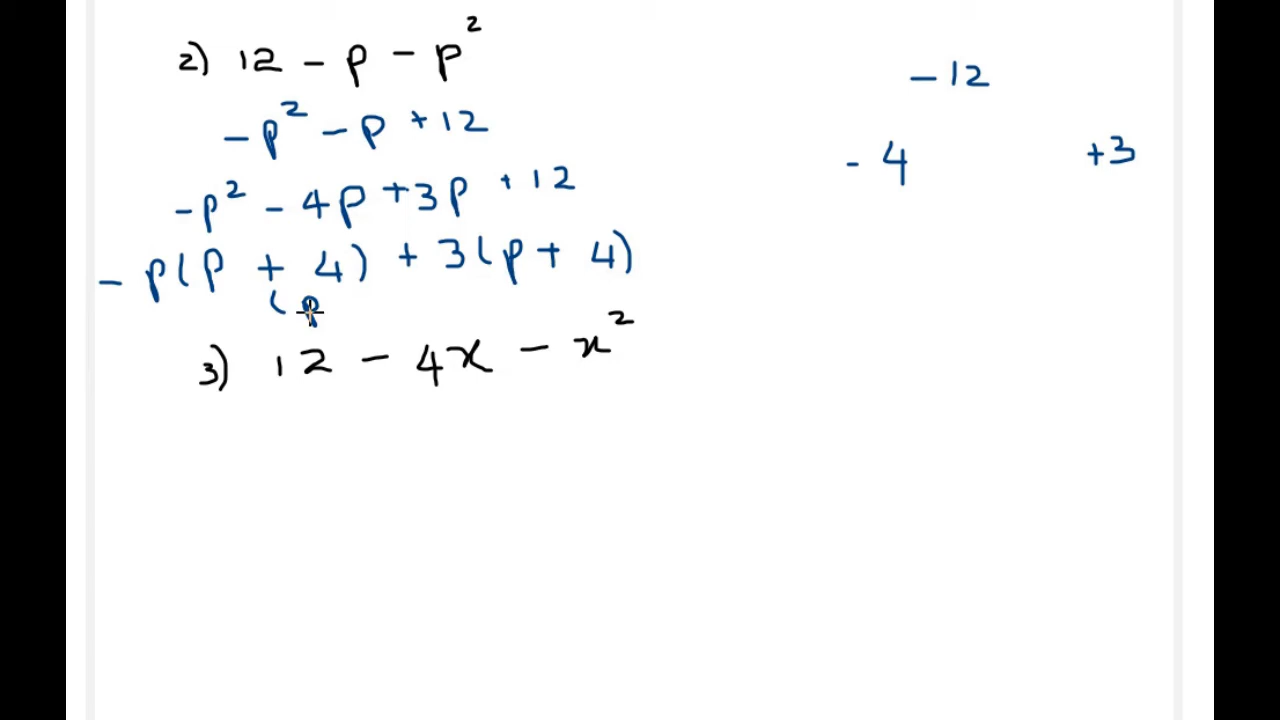 2) 12 - p - p²
- 12
- p² - p + 12
- 4 +3
- p² - 4p + 3p + 12
- p(p + 4) + 3(p + 4)
(p
3) 12 - 4x - x²